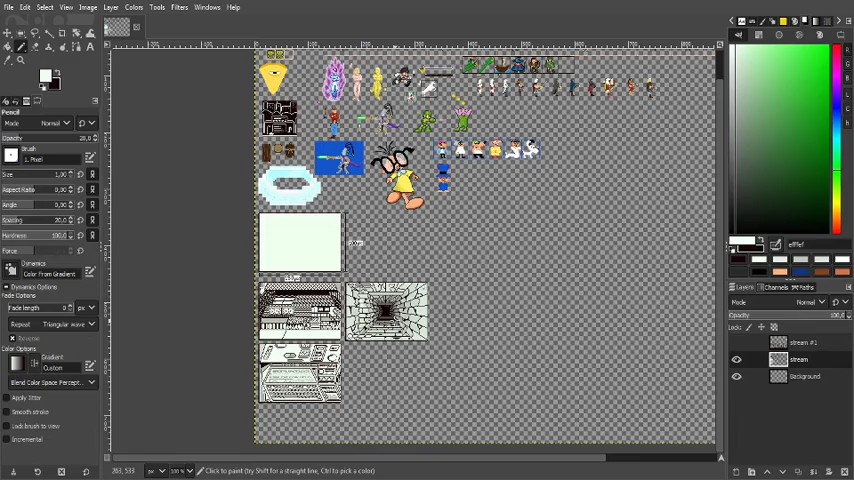 File Edit Select View Image Layer Colors Tools Filters Windows Help
Pencil
Mode Normal
Opacity 20,0
Brush
1. Pixel
Size 1,00
Aspect Ratio 0,00
Angle 0,00
Spacing 20,0
Hardness 100,0
Force
Dynamics
Color From Gradient
Dynamics Options
Fade Options
Fade length 0 px
Repeat Triangular wave
Reverse
Color Options
Gradient
Custom
Blend Color Space Percept...
Apply Jitter
Smooth stroke
Lock brush to view
Incremental
R
G
B
L
C
h
efffef
Layers Channels Paths
Mode Normal
Opacity 100,0
Lock:
stream #1
stream
Background
263, 533 px 100 % Click to paint (try Shift for a straight line, Ctrl to pick a color)